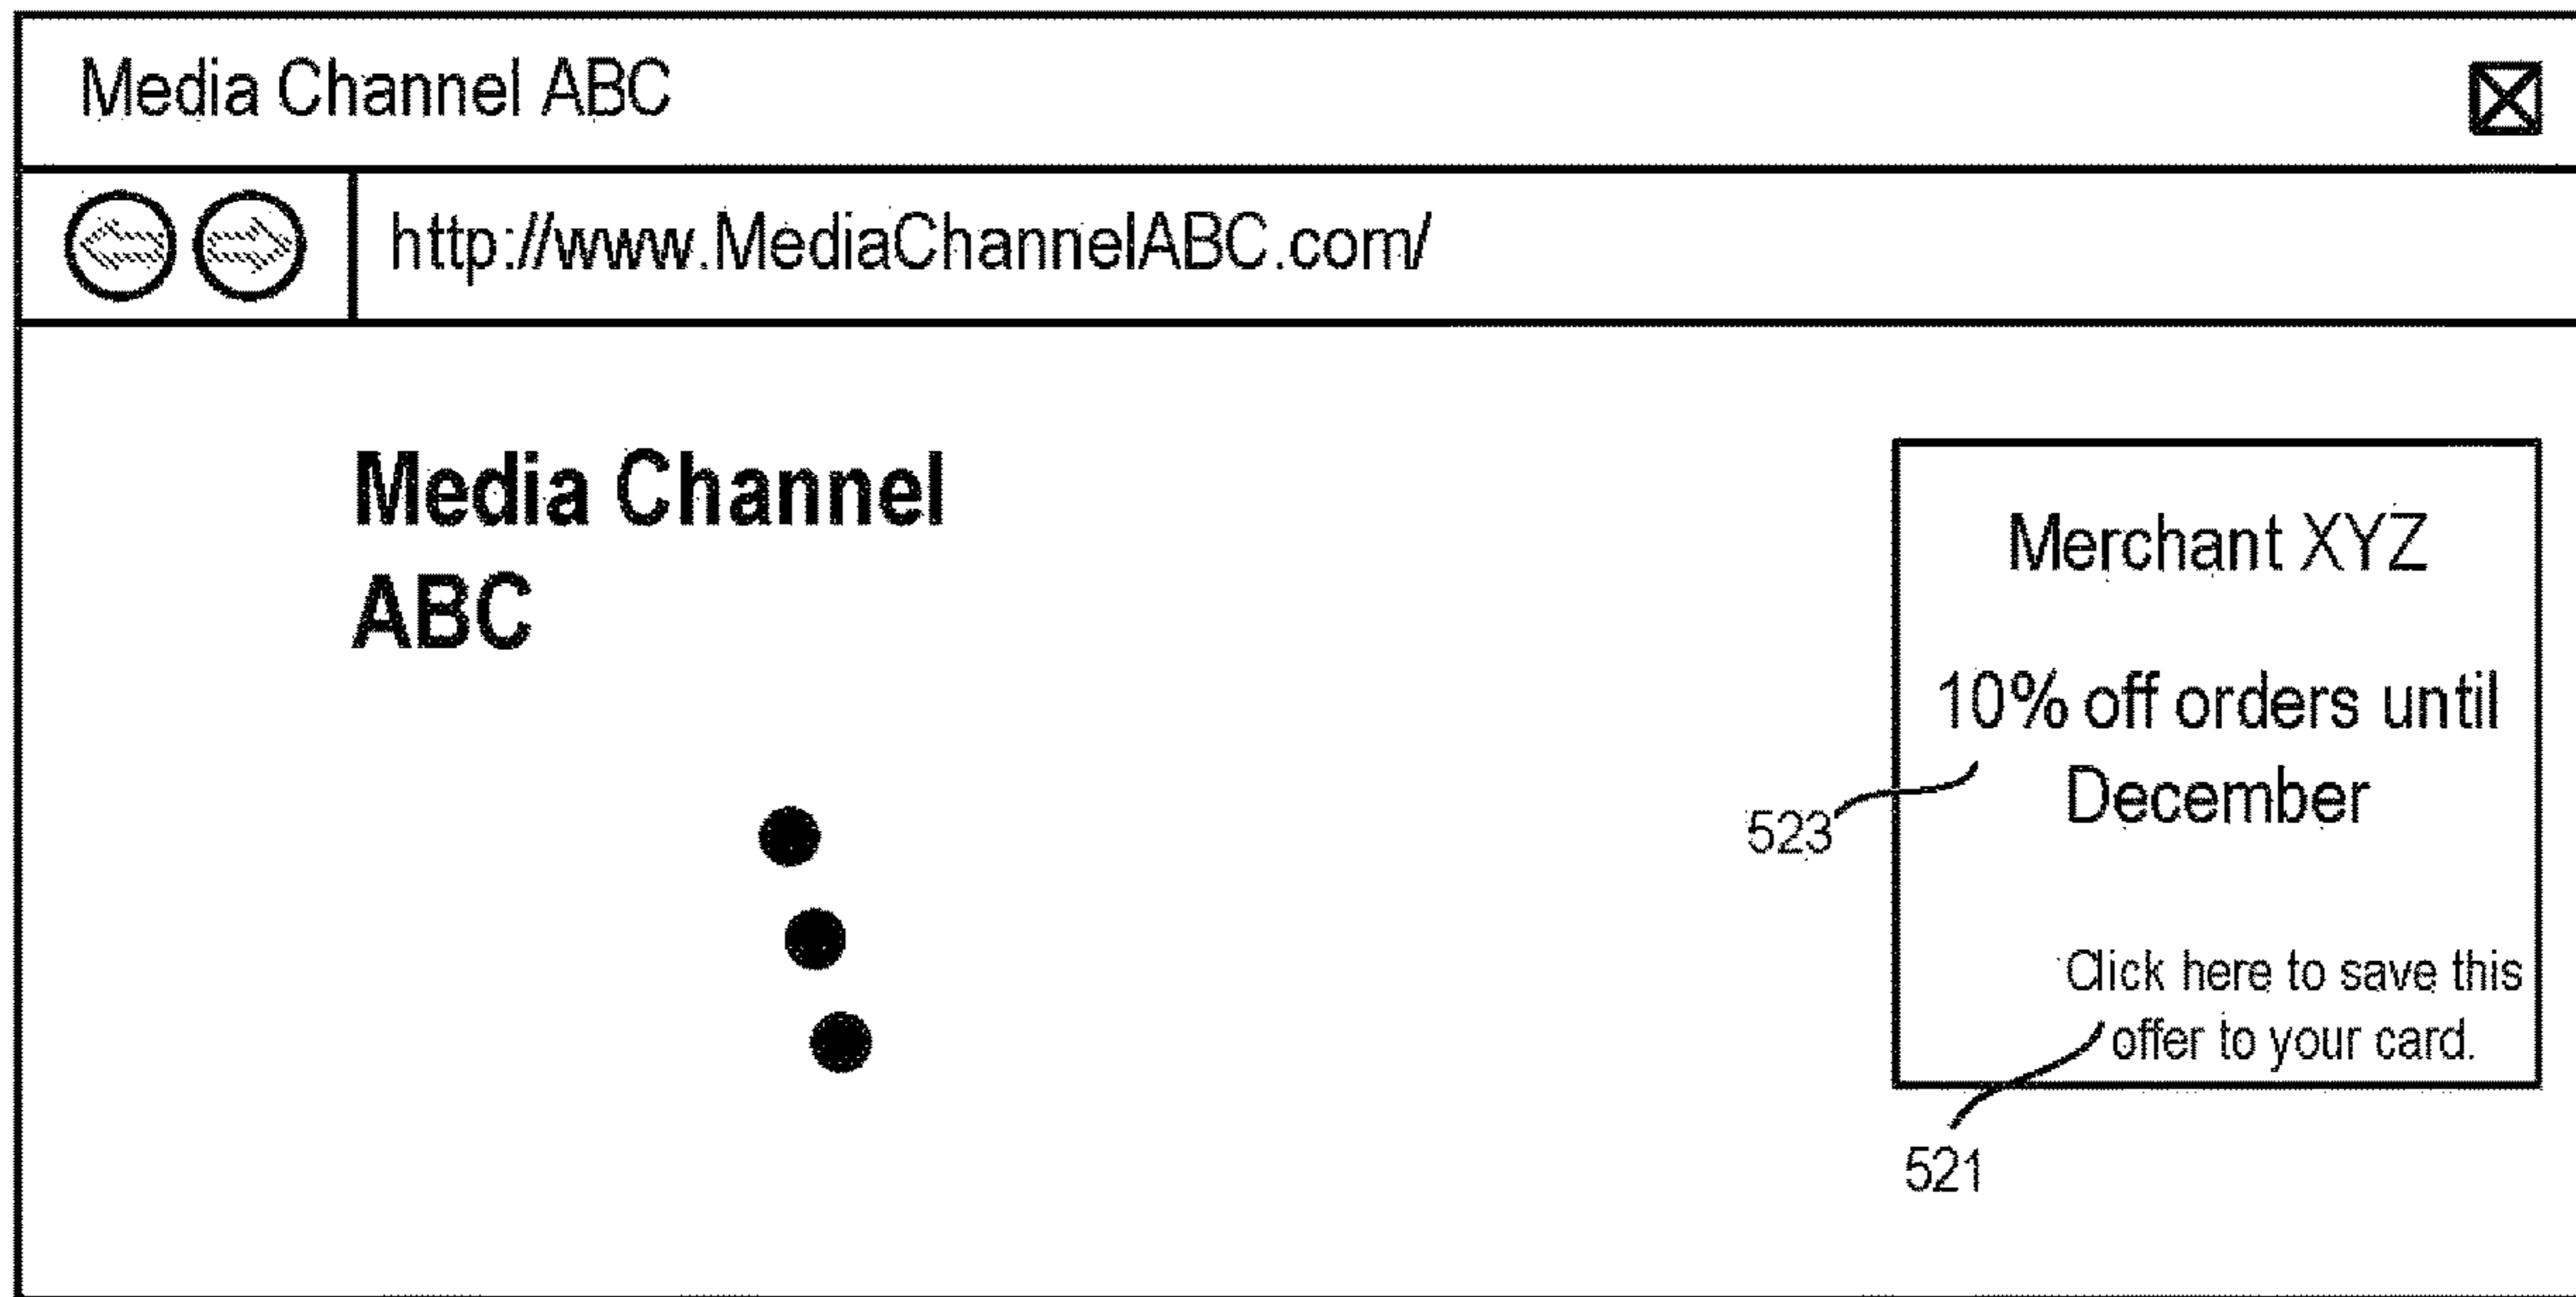 Media Channel ABC
http://www.MediaChannelABC.com/
Media Channel
ABC
Merchant XYZ
10% off orders until
December
523
Click here to save this
offer to your card.
521